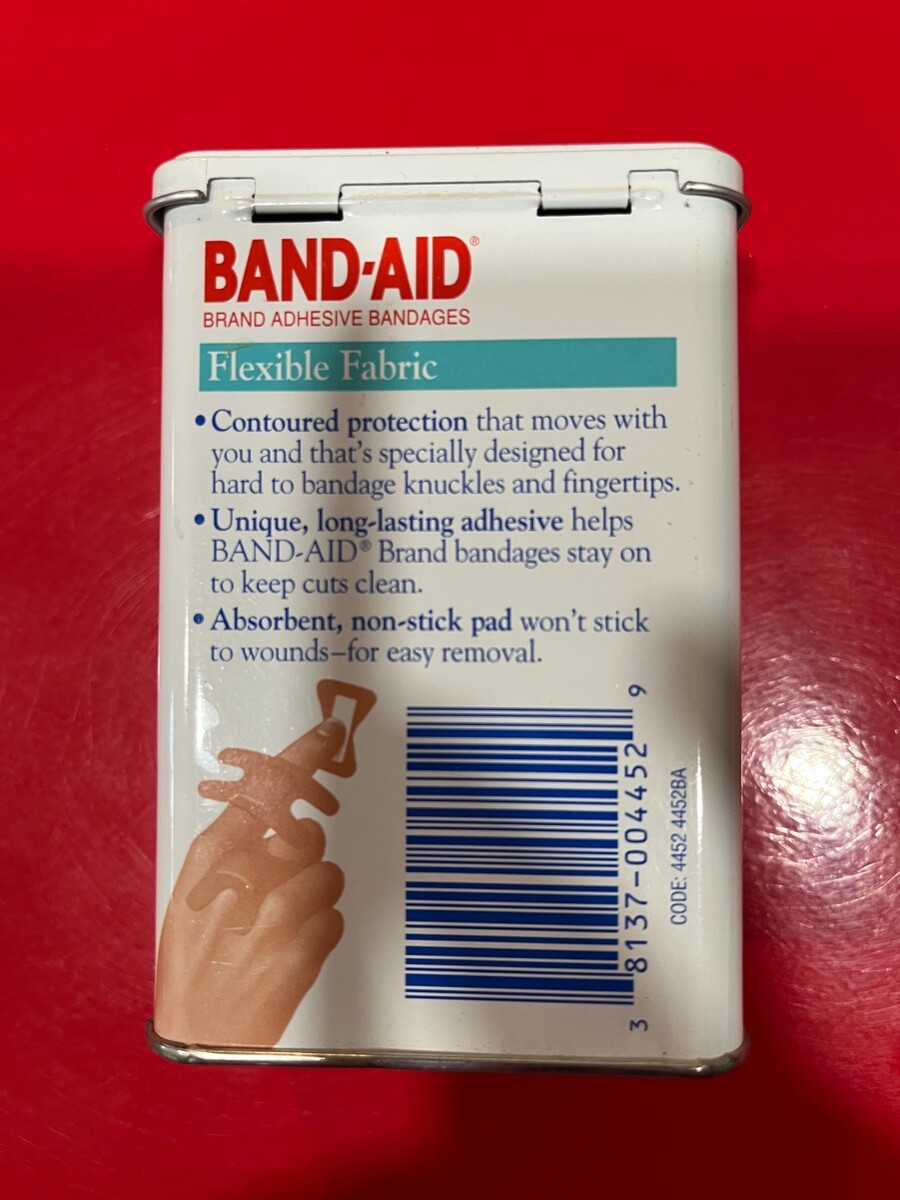 BAND-AID®
BRAND ADHESIVE BANDAGES
Flexible Fabric
• Contoured protection that moves with
you and that's specially designed for
hard to bandage knuckles and fingertips.
• Unique, long-lasting adhesive helps
BAND-AID® Brand bandages stay on
to keep cuts clean.
• Absorbent, non-stick pad won't stick
to wounds–for easy removal.
3 8137-004452 9
CODE: 4452 4452BA